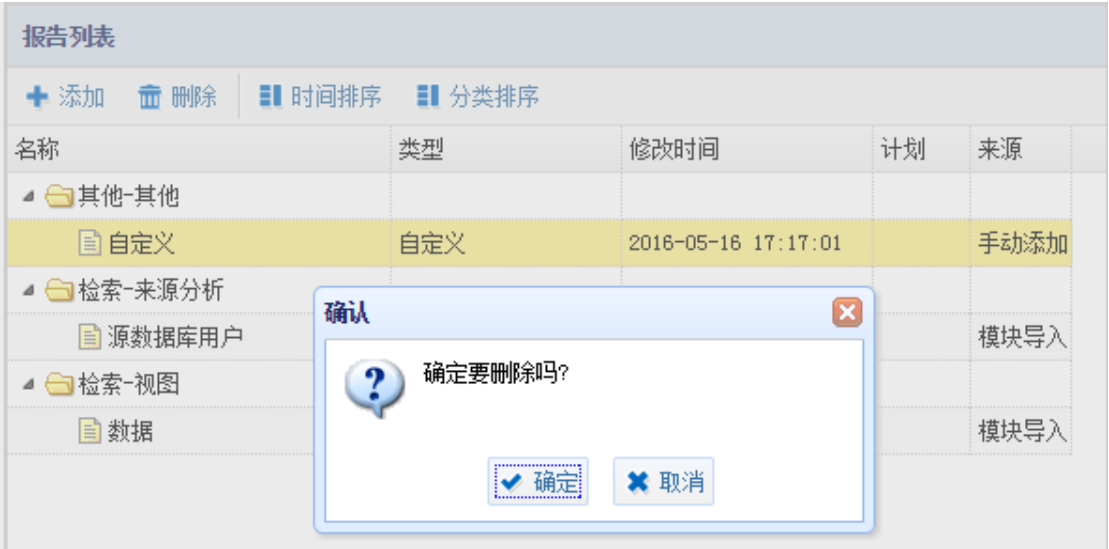 报告列表
添加 删除 时间排序 分类排序
名称 类型 修改时间 计划 来源
其他-其他
自定义 自定义 2016-05-16 17:17:01 手动添加
检索-来源分析
确认
源数据库用户 模块导入
确定要删除吗?
检索-视图
数据 模块导入
确定 取消